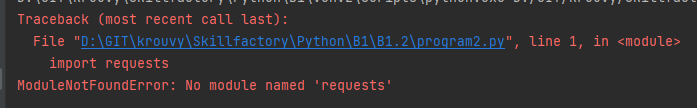 Traceback (most recent call last):
File "D:\GIT\krouvy\Skillfactory\Python\B1\B1.2\program2.py", line 1, in <module>
import requests
ModuleNotFoundError: No module named 'requests'